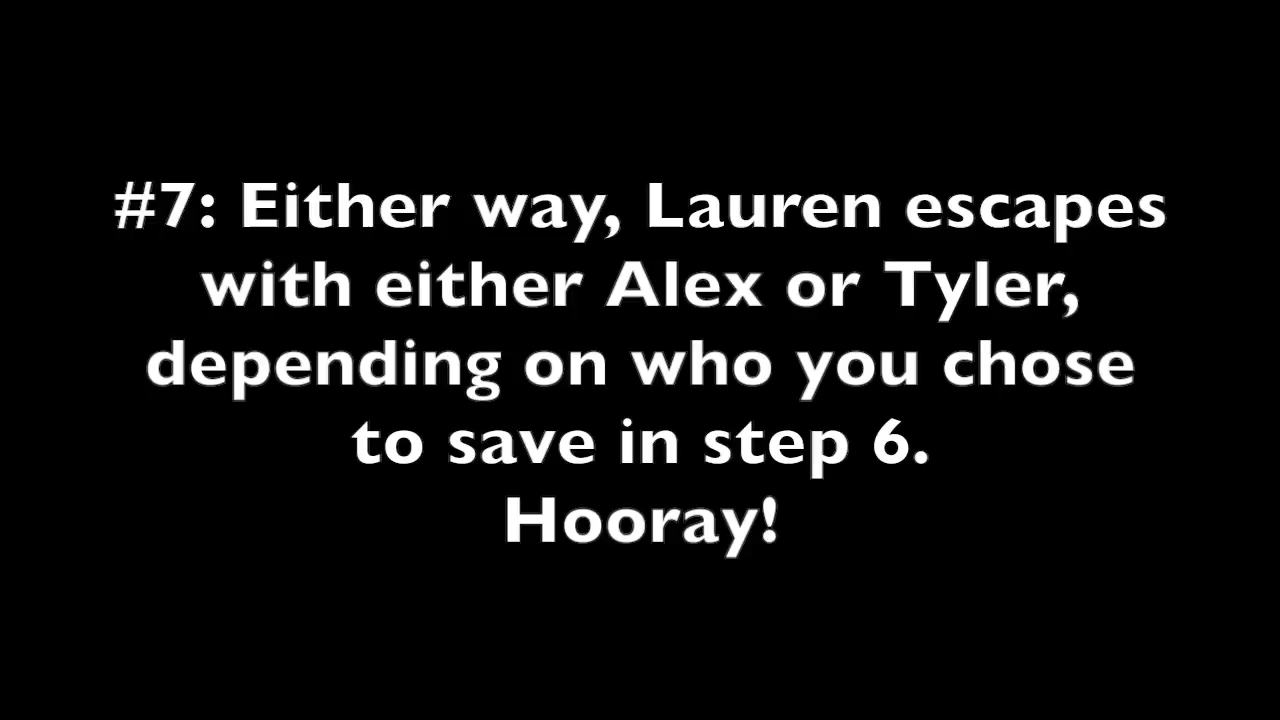 #7: Either way, Lauren escapes
with either Alex or Tyler,
depending on who you chose
to save in step 6.
Hooray!